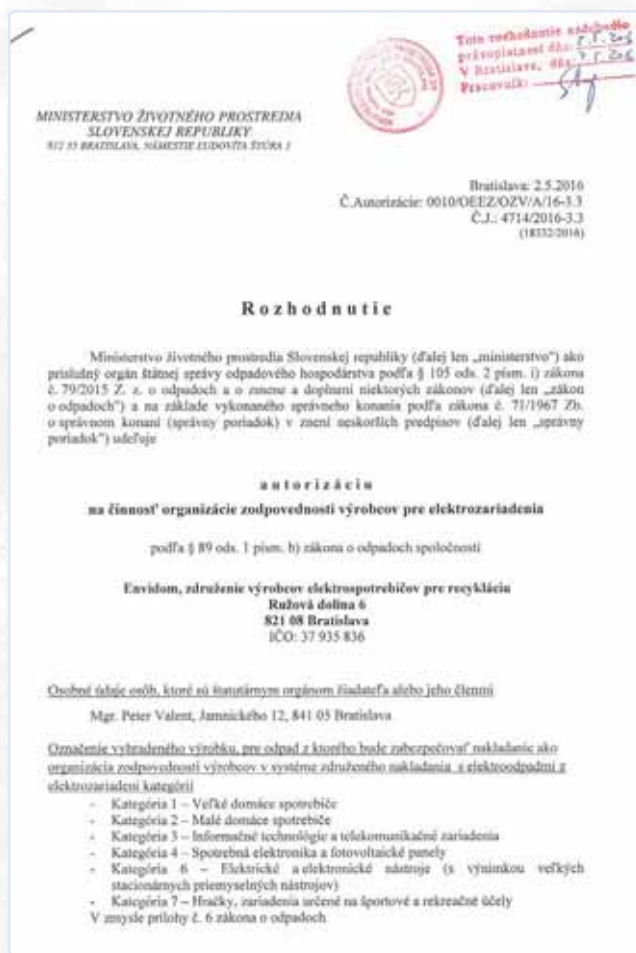 Toto rozhodnutie nadobudlo
právoplatnosť dňa:
V Bratislave, dňa:
Pracovník:
MINISTERSTVO ŽIVOTNÉHO PROSTREDIA
SLOVENSKEJ REPUBLIKY
812 35 BRATISLAVA, NÁMESTIE ĽUDOVÍTA ŠTÚRA 1
Bratislava: 2.5.2016
Č.Autorizácie: 0010/OEEZ/OZV/A/16-3.3
Č.J.: 4714/2016-3.3
(18332/2016)
Rozhodnutie
Ministerstvo životného prostredia Slovenskej republiky (ďalej len „ministerstvo") ako
príslušný orgán štátnej správy odpadového hospodárstva podľa § 105 ods. 2 písm. i) zákona
č. 79/2015 Z. z. o odpadoch a o zmene a doplnení niektorých zákonov (ďalej len „zákon
o odpadoch") a na základe vykonaného správneho konania podľa zákona č. 71/1967 Zb.
o správnom konaní (správny poriadok) v znení neskorších predpisov (ďalej len „správny
poriadok") udeľuje
autorizáciu
na činnosť organizácie zodpovednosti výrobcov pre elektrozariadenia
podľa § 89 ods. 1 písm. b) zákona o odpadoch spoločnosti
Envidom, združenie výrobcov elektrospotrebičov pre recykláciu
Ružová dolina 6
821 08 Bratislava
IČO: 37 935 836
Osobné údaje osôb, ktoré sú štatutárnym orgánom žiadateľa alebo jeho členmi
Mgr. Peter Valent, Jamnického 12, 841 05 Bratislava
Označenie vyhradeného výrobku, pre odpad z ktorého bude zabezpečovať nakladanie ako
organizácia zodpovednosti výrobcov v systéme združeného nakladania s elektroodpadmi z
elektrozariadení kategórií
- Kategória 1 – Veľké domáce spotrebiče
- Kategória 2 – Malé domáce spotrebiče
- Kategória 3 – Informačné technológie a telekomunikačné zariadenia
- Kategória 4 – Spotrebná elektronika a fotovoltaické panely
- Kategória 6 – Elektrické a elektronické nástroje (s výnimkou veľkých
stacionárnych priemyselných nástrojov)
- Kategória 7 – Hračky, zariadenia určené na športové a rekreačné účely
V zmysle prílohy č. 6 zákona o odpadoch